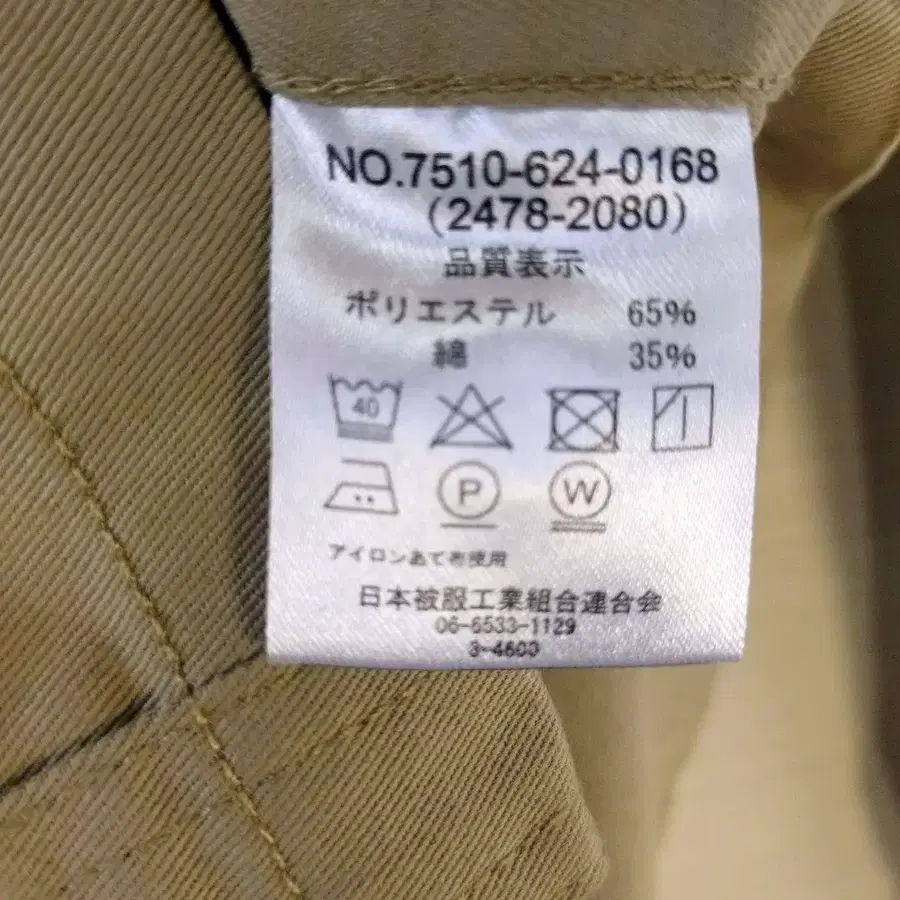 NO.7510-624-0168
(2478-2080)
品質表示
ポリエステル 65%
綿 35%
40
P W
アイロンあて布使用
日本被服工業組合連合会
06-6533-1129
3-4600